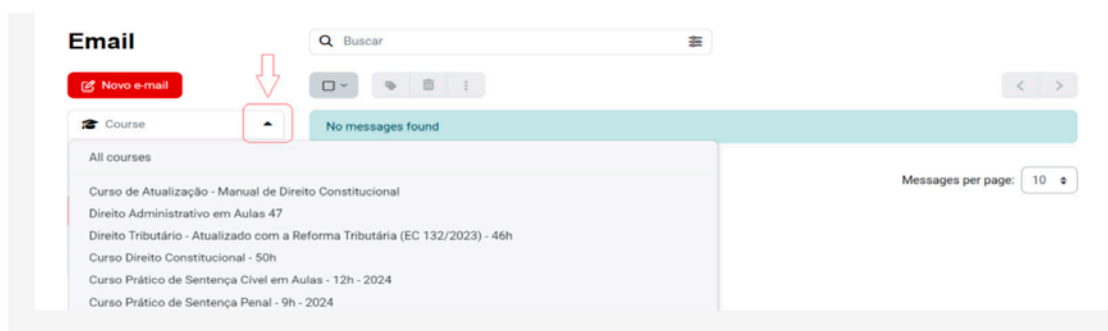 Email
Buscar
Novo e-mail
Course
No messages found
All courses
Messages per page: 10
Curso de Atualização - Manual de Direito Constitucional
Direito Administrativo em Aulas 47
Direito Tributário - Atualizado com a Reforma Tributária (EC 132/2023) - 46h
Curso Direito Constitucional - 50h
Curso Prático de Sentença Cível em Aulas - 12h - 2024
Curso Prático de Sentença Penal - 9h - 2024